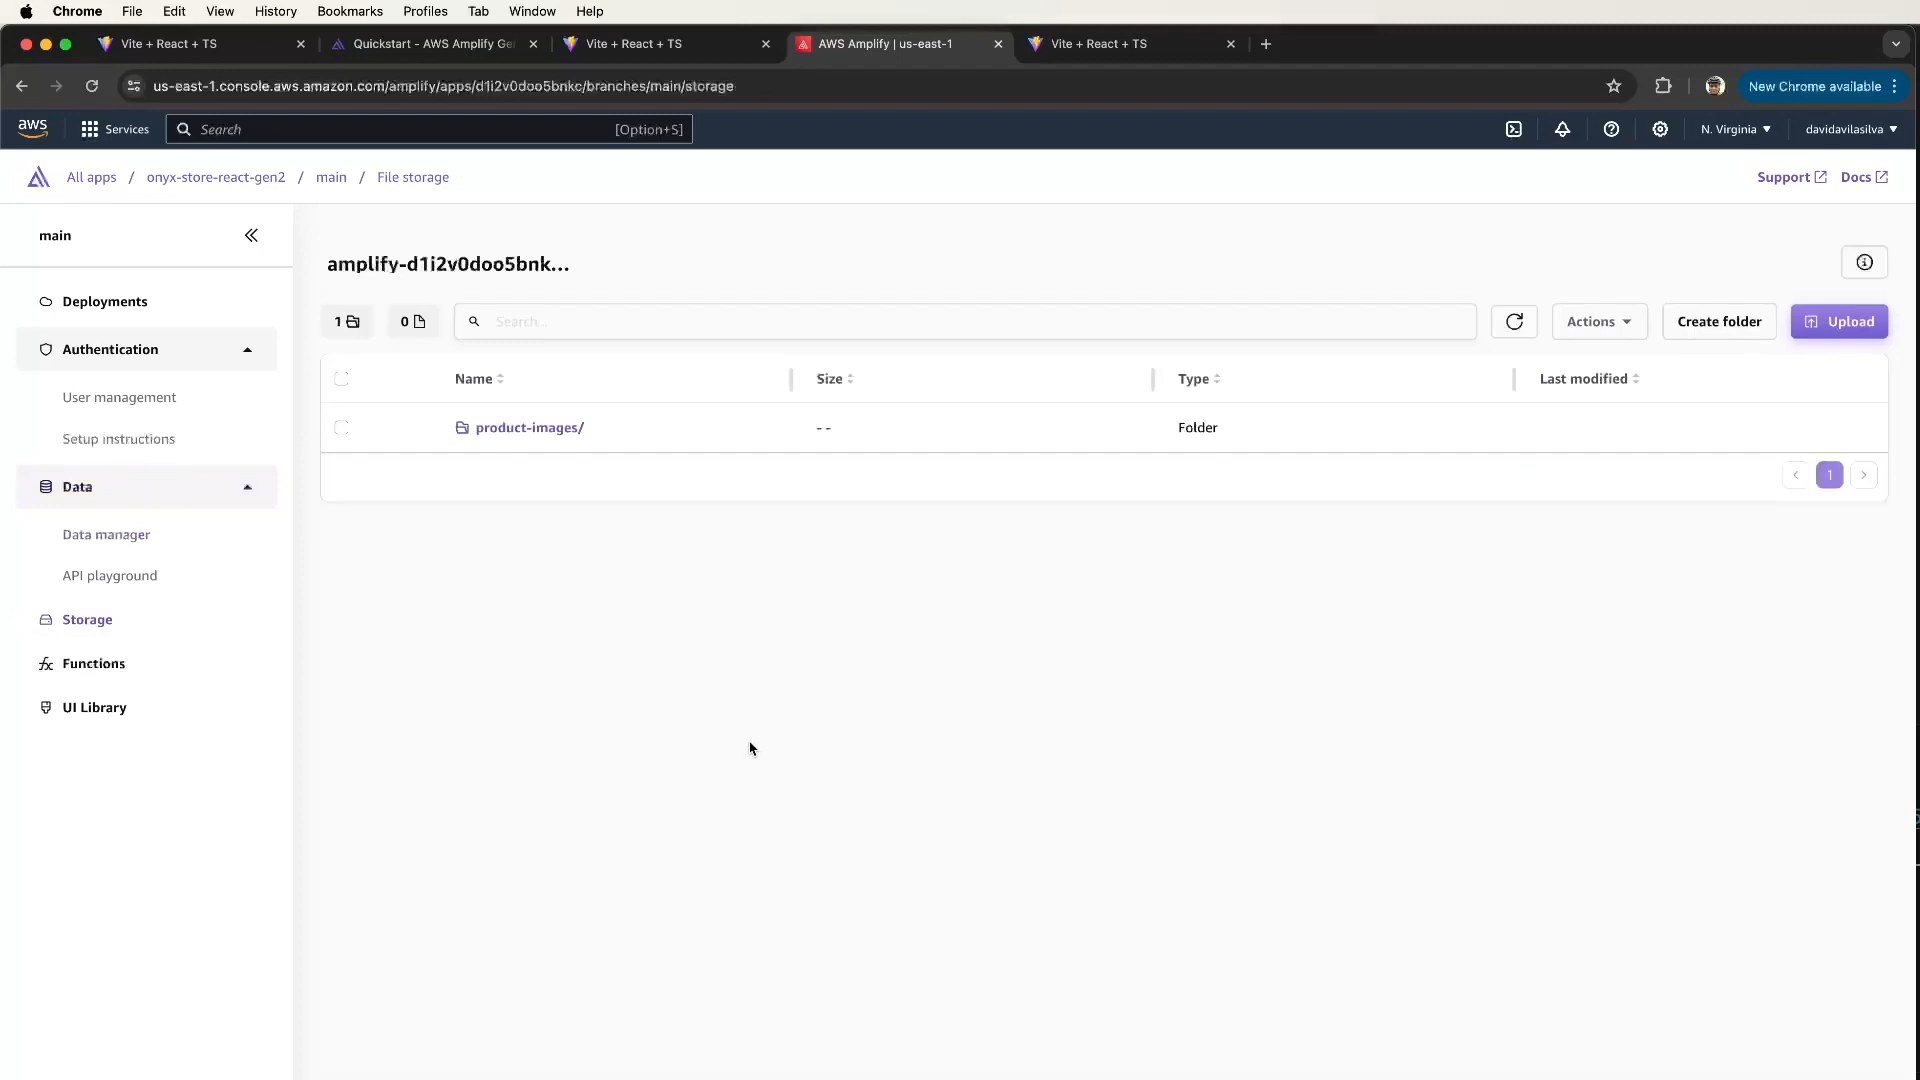 Chrome File Edit View History Bookmarks Profiles Tab Window Help
Vite + React + TS
Quickstart - AWS Amplify Ge
Vite + React + TS
AWS Amplify | us-east-1
Vite + React + TS
us-east-1.console.aws.amazon.com/amplify/apps/d1i2v0doo5bnkc/branches/main/storage
New Chrome available
aws
Services
Search
[Option+S]
N. Virginia
davidavilasilva
All apps / onyx-store-react-gen2 / main / File storage
Support
Docs
main
Deployments
Authentication
User management
Setup instructions
Data
Data manager
API playground
Storage
Functions
UI Library
amplify-d1i2v0doo5bnk...
1
0
Search...
Actions
Create folder
Upload
Name
Size
Type
Last modified
product-images/
- -
Folder
1